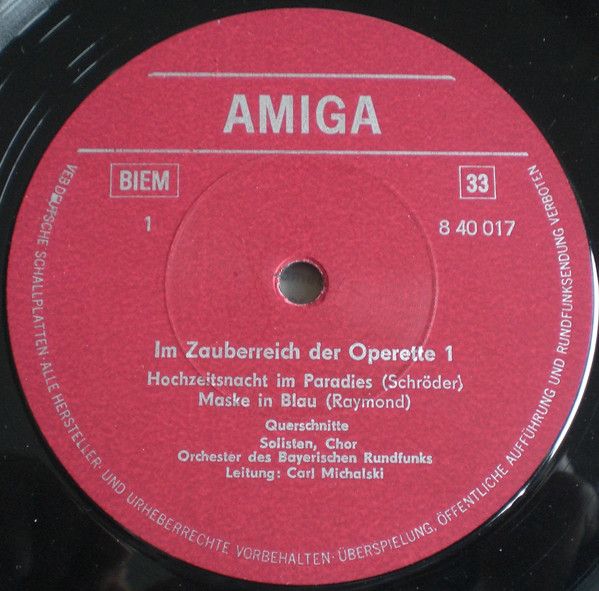 AMIGA
BIEM
33
1
8 40 017
Im Zauberreich der Operette 1
Hochzeitsnacht im Paradies (Schröder)
Maske in Blau (Raymond)
Querschnitte
Solisten, Chor
Orchester des Bayerischen Rundfunks
Leitung: Carl Michalski
VEB DEUTSCHE SCHALLPLATTEN · ALLE HERSTELLER- UND URHEBERRECHTE VORBEHALTEN · ÜBERSPIELUNG, ÖFFENTLICHE AUFFÜHRUNG UND RUNDFUNKSENDUNG VERBOTEN